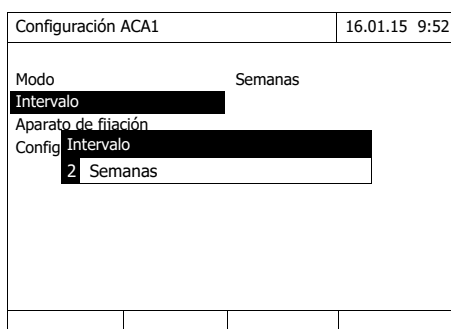 Configuración ACA1 16.01.15 9:52
Modo Semanas
Intervalo
Aparato de fijación
Config
Intervalo
2 Semanas